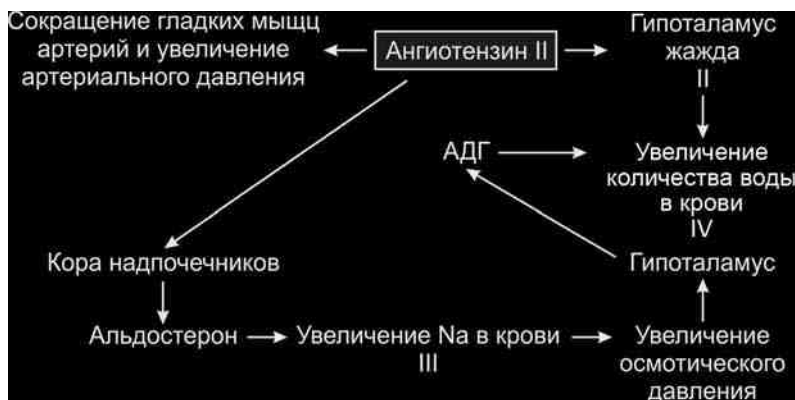 Сокращение гладких мышц
артерий и увеличение
артериального давления
Ангиотензин II
Гипоталамус
жажда
II
АДГ
Увеличение
количества воды
в крови
IV
Кора надпочечников
Гипоталамус
Альдостерон
Увеличение Na в крови
III
Увеличение
осмотического
давления